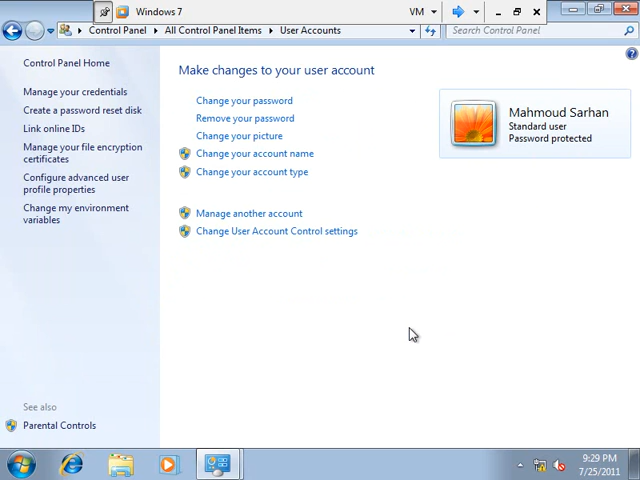 Windows 7
VM
Control Panel
All Control Panel Items
User Accounts
Search Control Panel
Control Panel Home
Manage your credentials
Create a password reset disk
Link online IDs
Manage your file encryption
certificates
Configure advanced user
profile properties
Change my environment
variables
See also
Parental Controls
Make changes to your user account
Change your password
Remove your password
Change your picture
Change your account name
Change your account type
Manage another account
Change User Account Control settings
Mahmoud Sarhan
Standard user
Password protected
9:29 PM
7/25/2011